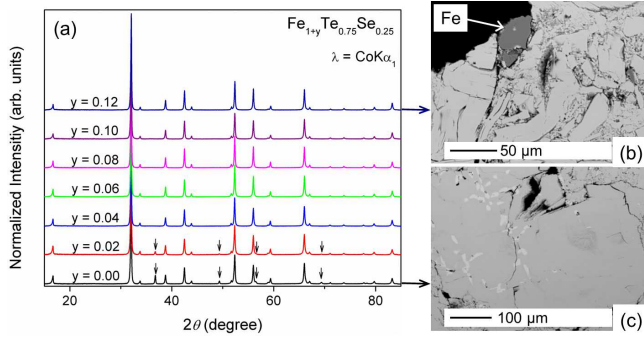 (a)
Fe1+yTe0.75Se0.25
λ = CoKα1
Normalized Intensitiy (arb. units)
y = 0.12
y = 0.10
y = 0.08
y = 0.06
y = 0.04
y = 0.02
y = 0.00
20 40 60 80
2θ (degree)
Fe
50 μm
(b)
100 μm
(c)